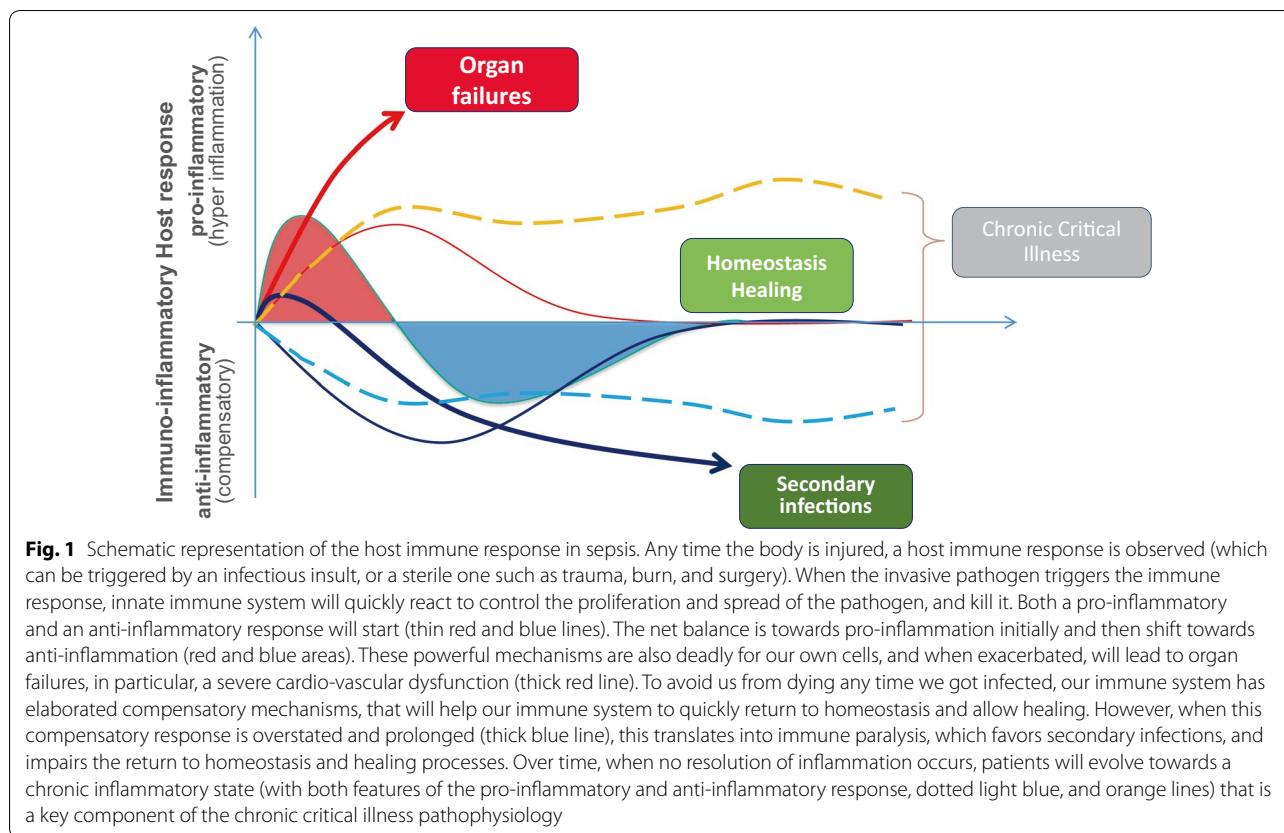 Organ
failures
Immuno-inflammatory Host response
pro-inflammatory
(hyper inflammation)
anti-inflammatory
(compensatory)
Chronic Critical
Illness
Homeostasis
Healing
Secondary
infections
Fig. 1 Schematic representation of the host immune response in sepsis. Any time the body is injured, a host immune response is observed (which
can be triggered by an infectious insult, or a sterile one such as trauma, burn, and surgery). When the invasive pathogen triggers the immune
response, innate immune system will quickly react to control the proliferation and spread of the pathogen, and kill it. Both a pro-inflammatory
and an anti-inflammatory response will start (thin red and blue lines). The net balance is towards pro-inflammation initially and then shift towards
anti-inflammation (red and blue areas). These powerful mechanisms are also deadly for our own cells, and when exacerbated, will lead to organ
failures, in particular, a severe cardio-vascular dysfunction (thick red line). To avoid us from dying any time we got infected, our immune system has
elaborated compensatory mechanisms, that will help our immune system to quickly return to homeostasis and allow healing. However, when this
compensatory response is overstated and prolonged (thick blue line), this translates into immune paralysis, which favors secondary infections, and
impairs the return to homeostasis and healing processes. Over time, when no resolution of inflammation occurs, patients will evolve towards a
chronic inflammatory state (with both features of the pro-inflammatory and anti-inflammatory response, dotted light blue, and orange lines) that is
a key component of the chronic critical illness pathophysiology